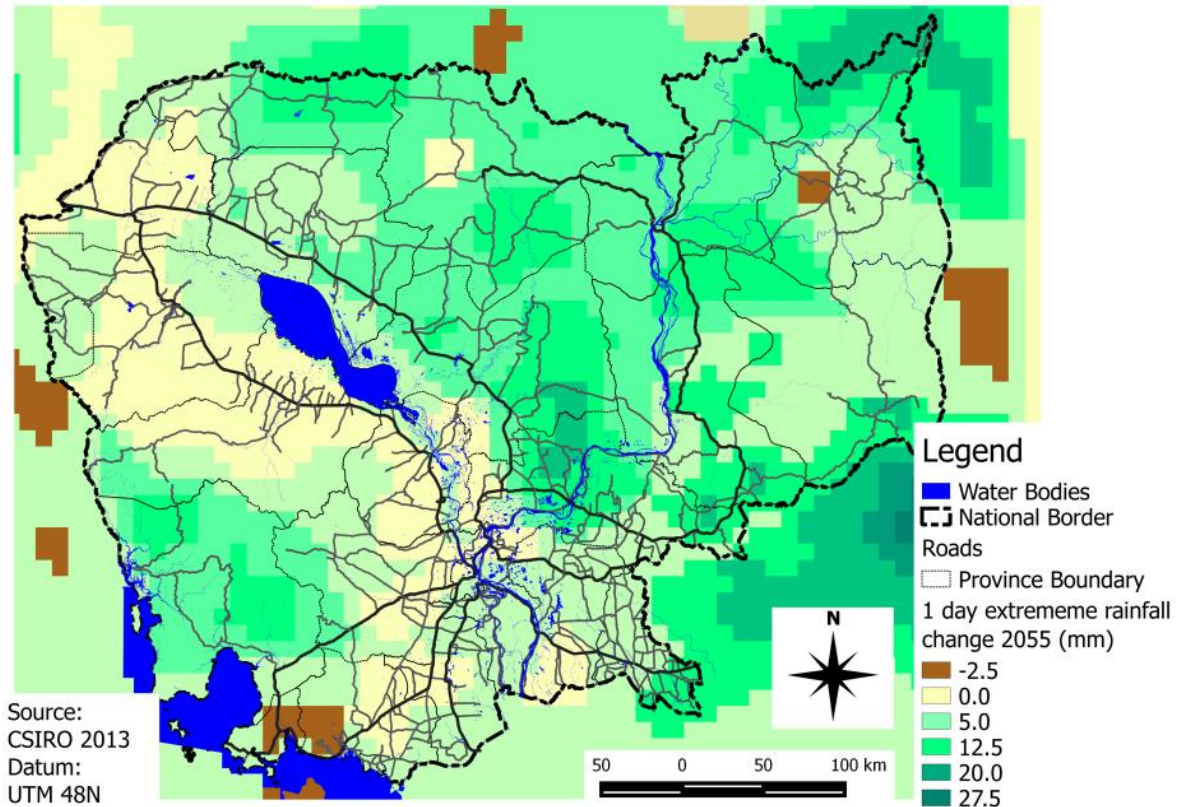 Legend
Water Bodies
National Border
Roads
Province Boundary
1 day extrememe rainfall
change 2055 (mm)
-2.5
0.0
5.0
12.5
20.0
27.5
N
Source:
CSIRO 2013
Datum:
UTM 48N
50 0 50 100 km